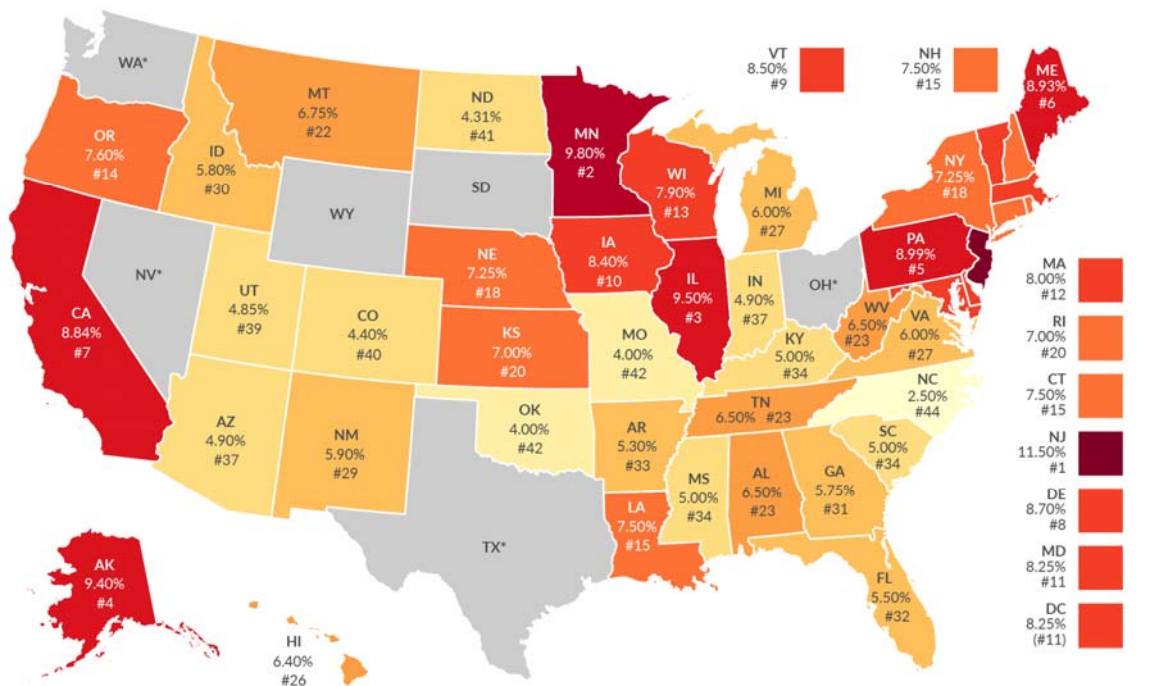 VT
8.50%
#9
NH
7.50%
#15
ME
8.93%
#6
WA*
MT
6.75%
#22
ND
4.31%
#41
MN
9.80%
#2
OR
7.60%
#14
ID
5.80%
#30
SD
WI
7.90%
#13
MI
6.00%
#27
NY
7.25%
#18
WY
NV*
NE
7.25%
#18
IA
8.40%
#10
PA
8.99%
#5
CA
8.84%
#7
UT
4.85%
#39
CO
4.40%
#40
KS
7.00%
#20
MO
4.00%
#42
IL
9.50%
#3
IN
4.90%
#37
OH*
WV
6.50%
#23
VA
6.00%
#27
KY
5.00%
#34
NC
2.50%
#44
TN
6.50% #23
SC
5.00%
#34
AZ
4.90%
#37
NM
5.90%
#29
OK
4.00%
#42
AR
5.30%
#33
MS
5.00%
#34
AL
6.50%
#23
GA
5.75%
#31
TX*
LA
7.50%
#15
FL
5.50%
#32
AK
9.40%
#4
HI
6.40%
#26
MA
8.00%
#12
RI
7.00%
#20
CT
7.50%
#15
NJ
11.50%
#1
DE
8.70%
#8
MD
8.25%
#11
DC
8.25%
(#11)